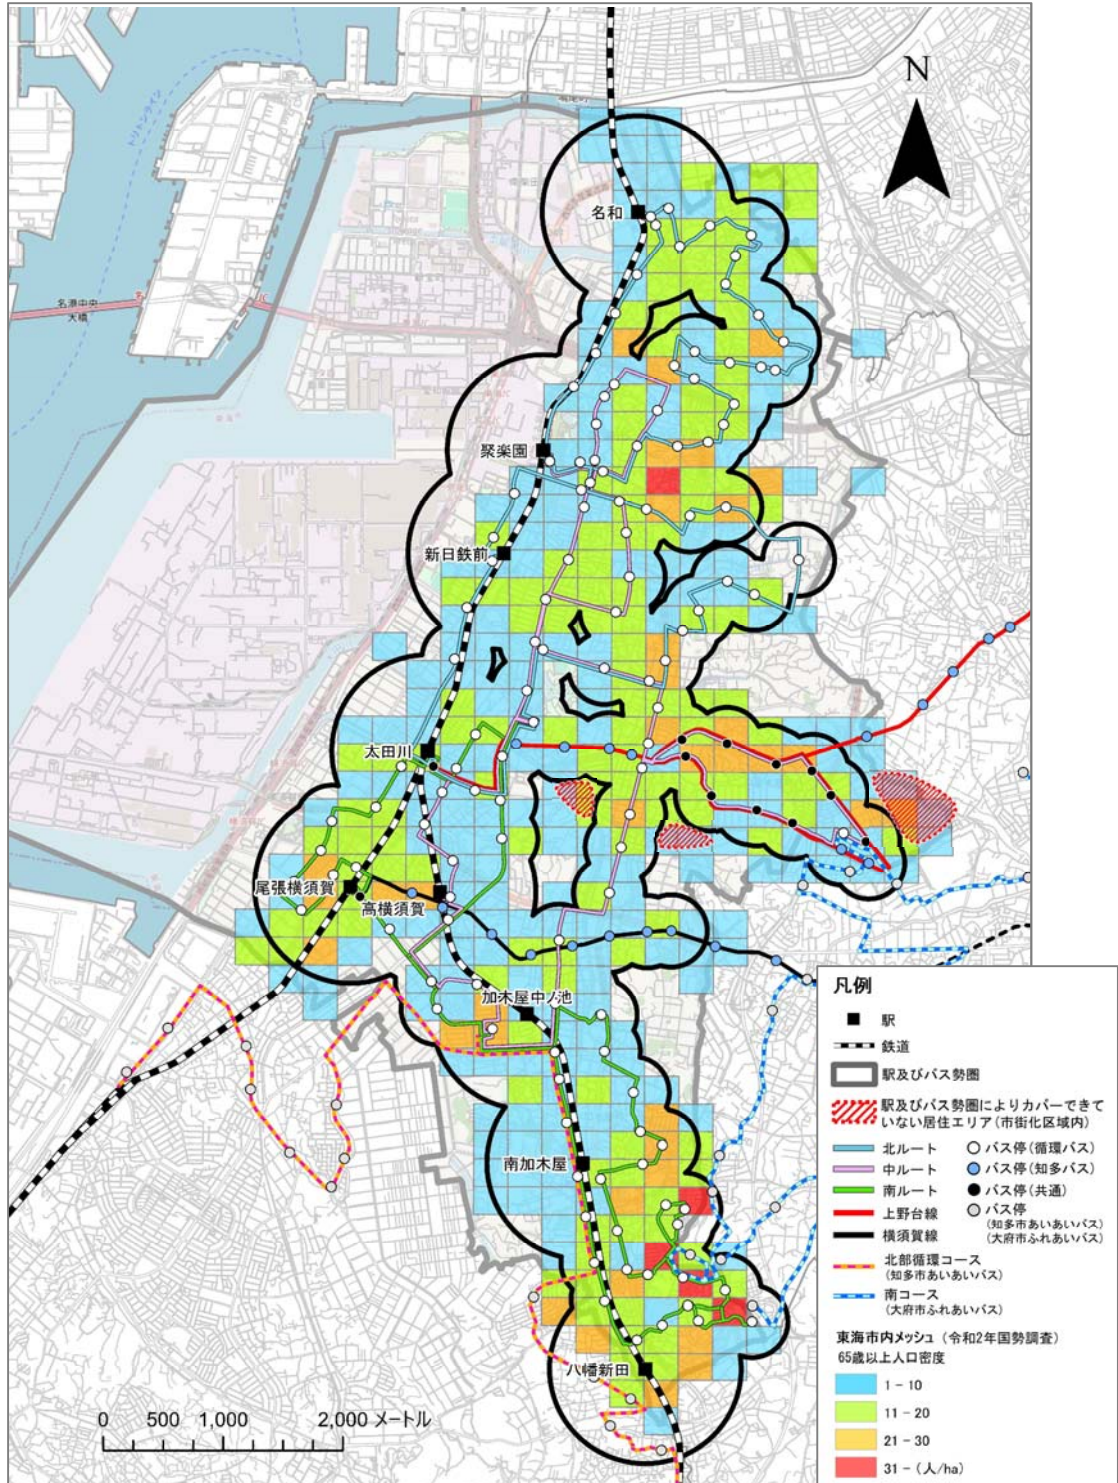 N
トリトンライン
名港中央
大橋
名和
聚楽園
新日鉄前
太田川
尾張横須賀
高横須賀
加木屋中ノ池
南加木屋
八幡新田
0 500 1,000 2,000 メートル
凡例
駅
鉄道
駅及びバス勢圏
駅及びバス勢圏によりカバーできて
いない居住エリア(市街化区域内)
北ルート
中ルート
南ルート
上野台線
横須賀線
北部循環コース
(知多市あいあいバス)
南コース
(大府市ふれあいバス)
バス停(循環バス)
バス停(知多バス)
バス停(共通)
バス停
(知多市あいあいバス)
(大府市ふれあいバス)
東海市内メッシュ (令和2年国勢調査)
65歳以上人口密度
1 - 10
11 - 20
21 - 30
31 - (人/ha)